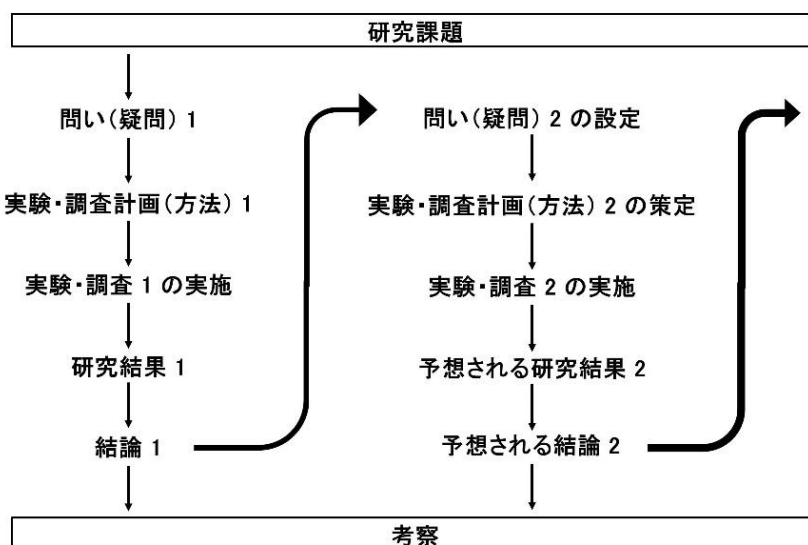 研究課題
問い(疑問) 1
実験・調査計画(方法) 1
実験・調査 1 の実施
研究結果 1
結論 1
問い(疑問) 2 の設定
実験・調査計画(方法) 2 の策定
実験・調査 2 の実施
予想される研究結果 2
予想される結論 2
考察